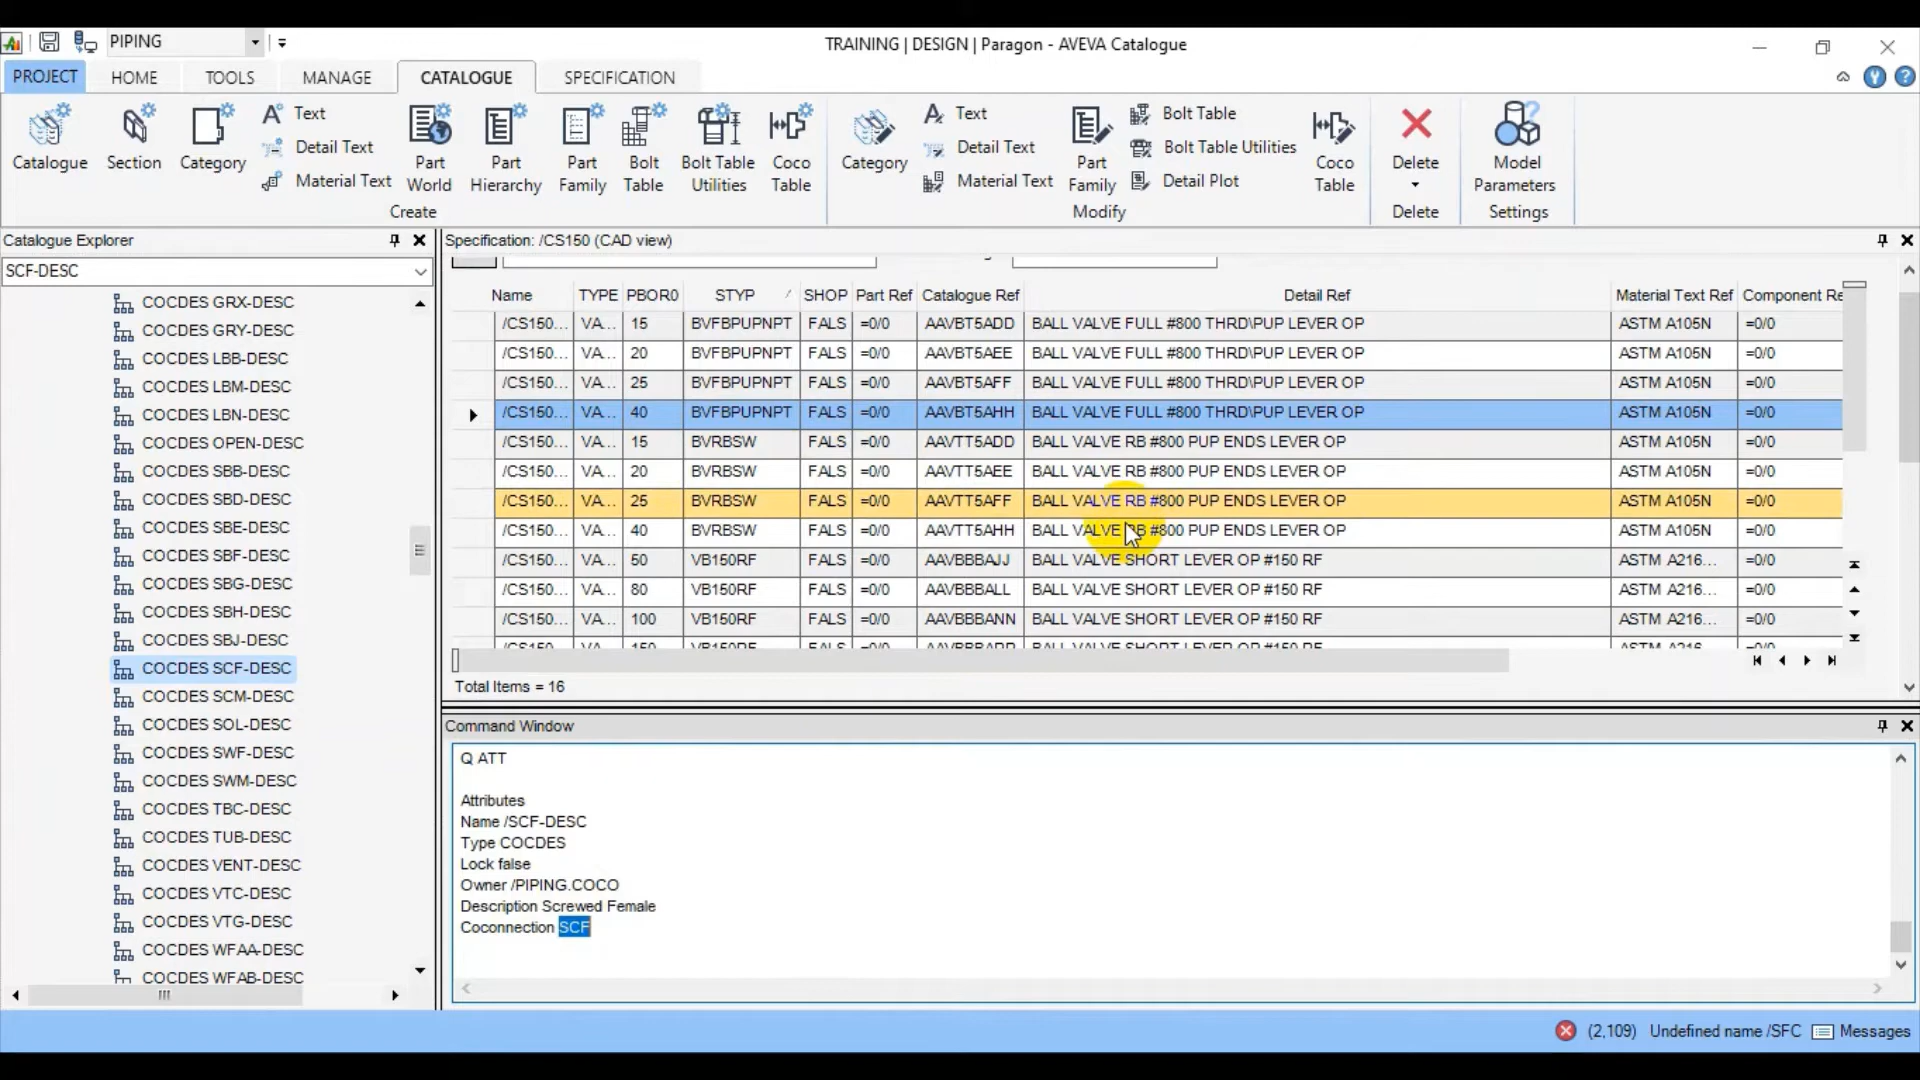 PIPING
TRAINING | DESIGN | Paragon - AVEVA Catalogue
PROJECT HOME TOOLS MANAGE CATALOGUE SPECIFICATION
Catalogue
Section
Category
Text
Detail Text
Material Text
Part World
Part Hierarchy
Part Family
Bolt Table
Bolt Table Utilities
Coco Table
Create
Category
Text
Detail Text
Material Text
Part Family
Bolt Table
Bolt Table Utilities
Detail Plot
Coco Table
Modify
Delete
Delete
Model Parameters
Settings
Catalogue Explorer
SCF-DESC
COCDES GRX-DESC
COCDES GRY-DESC
COCDES LBB-DESC
COCDES LBM-DESC
COCDES LBN-DESC
COCDES OPEN-DESC
COCDES SBB-DESC
COCDES SBD-DESC
COCDES SBE-DESC
COCDES SBF-DESC
COCDES SBG-DESC
COCDES SBH-DESC
COCDES SBJ-DESC
COCDES SCF-DESC
COCDES SCM-DESC
COCDES SOL-DESC
COCDES SWF-DESC
COCDES SWM-DESC
COCDES TBC-DESC
COCDES TUB-DESC
COCDES VENT-DESC
COCDES VTC-DESC
COCDES VTG-DESC
COCDES WFAA-DESC
COCDES WFAB-DESC
Specification: /CS150 (CAD view)
Name TYPE PBOR0 STYP SHOP Part Ref Catalogue Ref Detail Ref Material Text Ref Component Re
/CS150... VA... 15 BVFBPUPNPT FALS =0/0 AAVBT5ADD BALL VALVE FULL #800 THRD\PUP LEVER OP ASTM A105N =0/0
/CS150... VA... 20 BVFBPUPNPT FALS =0/0 AAVBT5AEE BALL VALVE FULL #800 THRD\PUP LEVER OP ASTM A105N =0/0
/CS150... VA... 25 BVFBPUPNPT FALS =0/0 AAVBT5AFF BALL VALVE FULL #800 THRD\PUP LEVER OP ASTM A105N =0/0
/CS150... VA... 40 BVFBPUPNPT FALS =0/0 AAVBT5AHH BALL VALVE FULL #800 THRD\PUP LEVER OP ASTM A105N =0/0
/CS150... VA... 15 BVRBSW FALS =0/0 AAVTT5ADD BALL VALVE RB #800 PUP ENDS LEVER OP ASTM A105N =0/0
/CS150... VA... 20 BVRBSW FALS =0/0 AAVTT5AEE BALL VALVE RB #800 PUP ENDS LEVER OP ASTM A105N =0/0
/CS150... VA... 25 BVRBSW FALS =0/0 AAVTT5AFF BALL VALVE RB #800 PUP ENDS LEVER OP ASTM A105N =0/0
/CS150... VA... 40 BVRBSW FALS =0/0 AAVTT5AHH BALL VALVE RB #800 PUP ENDS LEVER OP ASTM A105N =0/0
/CS150... VA... 50 VB150RF FALS =0/0 AAVBBBAJJ BALL VALVE SHORT LEVER OP #150 RF ASTM A216... =0/0
/CS150... VA... 80 VB150RF FALS =0/0 AAVBBBALL BALL VALVE SHORT LEVER OP #150 RF ASTM A216... =0/0
/CS150... VA... 100 VB150RF FALS =0/0 AAVBBBANN BALL VALVE SHORT LEVER OP #150 RF ASTM A216... =0/0
Total Items = 16
Command Window
Q ATT
Attributes
Name /SCF-DESC
Type COCDES
Lock false
Owner /PIPING.COCO
Description Screwed Female
Coconnection SCF
(2,109) Undefined name /SFC Messages